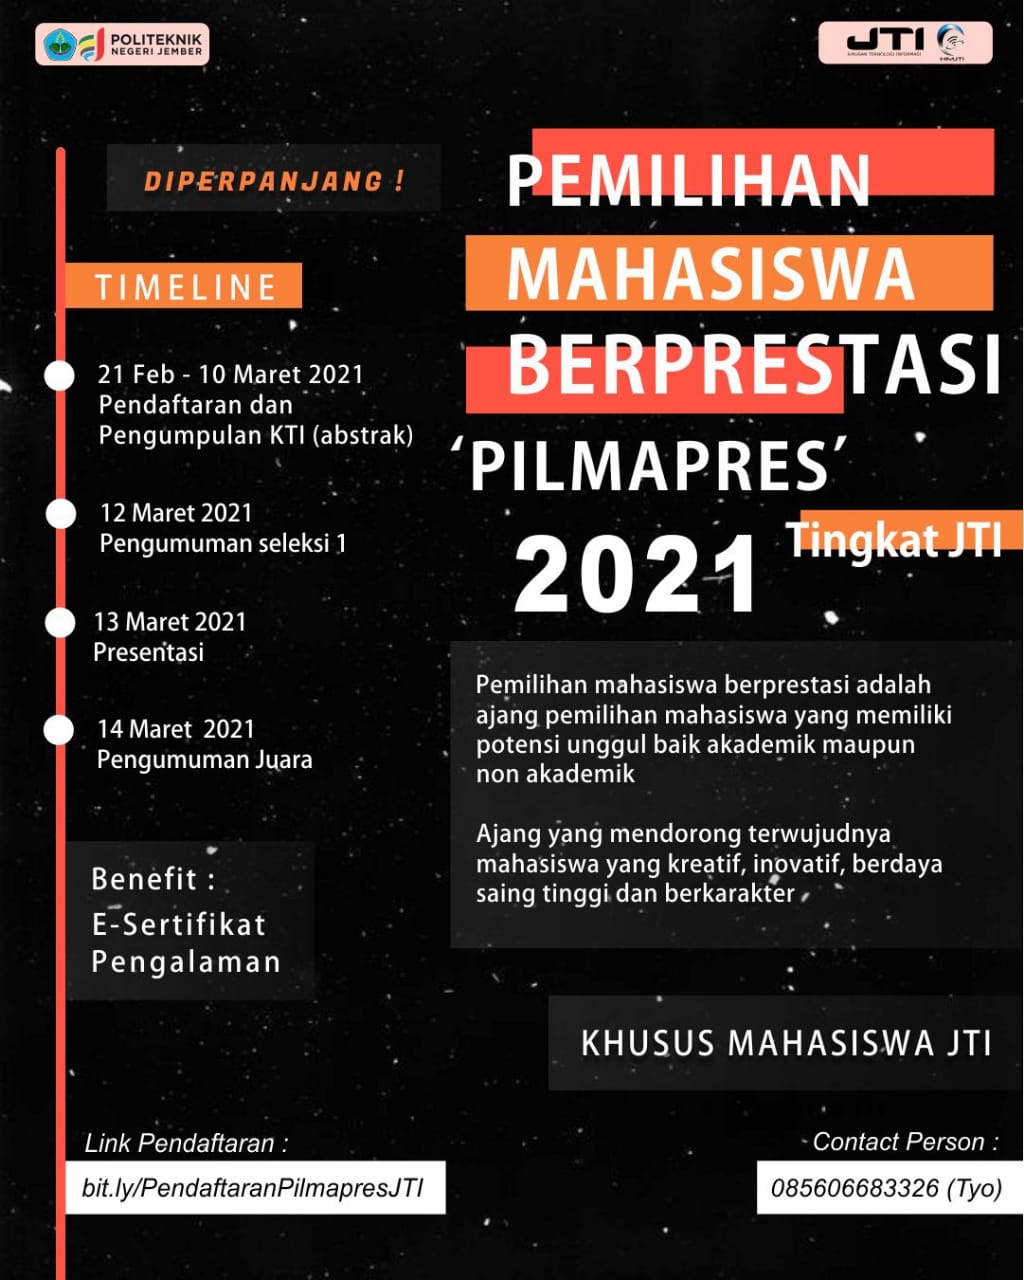 POLITEKNIK
NEGERI JEMBER
JTI
JURUSAN TEKNOLOGI INFORMASI
HMJTI
DIPERPANJANG !
TIMELINE
21 Feb - 10 Maret 2021
Pendaftaran dan
Pengumpulan KTI (abstrak)
12 Maret 2021
Pengumuman seleksi 1
13 Maret 2021
Presentasi
14 Maret 2021
Pengumuman Juara
Benefit :
E-Sertifikat
Pengalaman
PEMILIHAN
MAHASISWA
BERPRESTASI
‘PILMAPRES’
2021
Tingkat JTI
Pemilihan mahasiswa berprestasi adalah
ajang pemilihan mahasiswa yang memiliki
potensi unggul baik akademik maupun
non akademik
Ajang yang mendorong terwujudnya
mahasiswa yang kreatif, inovatif, berdaya
saing tinggi dan berkarakter
KHUSUS MAHASISWA JTI
Link Pendaftaran :
bit.ly/PendaftaranPilmapresJTI
Contact Person :
085606683326 (Tyo)